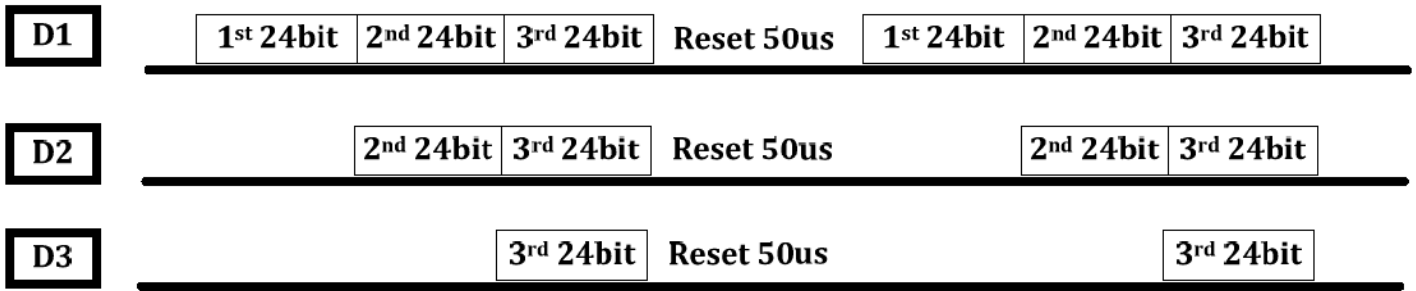 D1 1st 24bit 2nd 24bit 3rd 24bit Reset 50us 1st 24bit 2nd 24bit 3rd 24bit
D2 2nd 24bit 3rd 24bit Reset 50us 2nd 24bit 3rd 24bit
D3 3rd 24bit Reset 50us 3rd 24bit